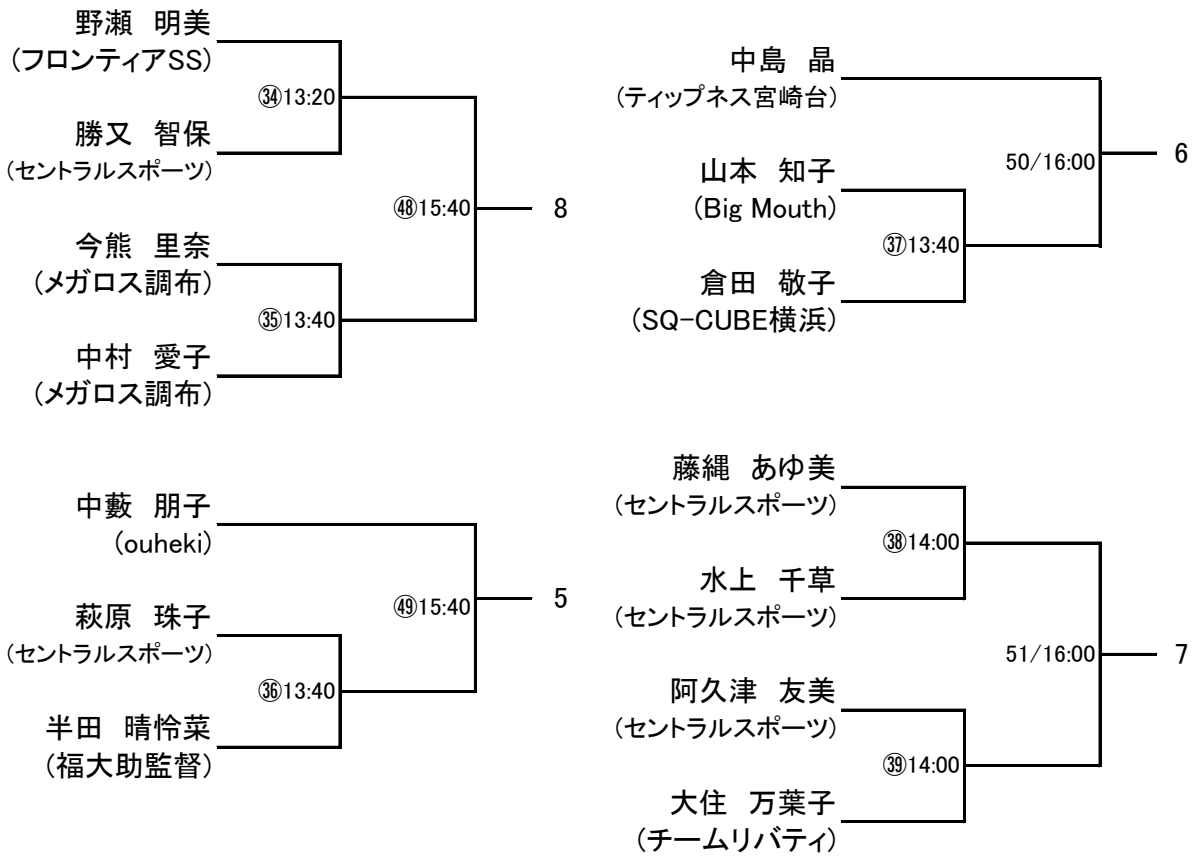 野瀬　明美
(フロンティアSS)
㉞13:20
勝又　智保
(セントラルスポーツ)
㊽15:40
8
今熊　里奈
(メガロス調布)
㉟13:40
中村　愛子
(メガロス調布)
中島　晶
(ティップネス宮崎台)
50/16:00
6
山本　知子
(Big Mouth)
㊲13:40
倉田　敬子
(SQ-CUBE横浜)
中藪　朋子
(ouheki)
㊾15:40
5
萩原　珠子
(セントラルスポーツ)
㊱13:40
半田　晴怜菜
(福大助監督)
藤縄　あゆ美
(セントラルスポーツ)
㊳14:00
水上　千草
(セントラルスポーツ)
51/16:00
7
阿久津　友美
(セントラルスポーツ)
㊴14:00
大住　万葉子
(チームリバティ)